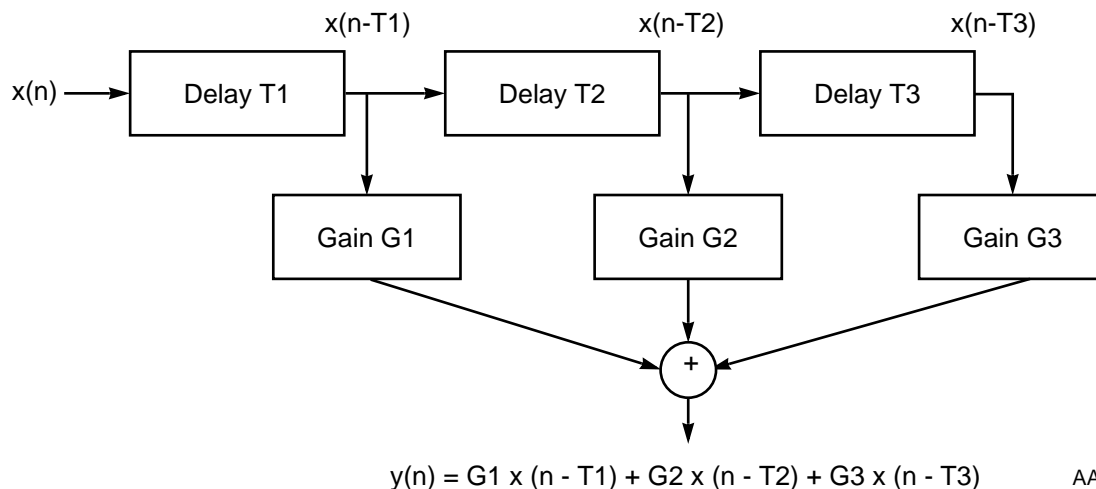 x(n-T1) x(n-T2) x(n-T3)
x(n) Delay T1 Delay T2 Delay T3
Gain G1 Gain G2 Gain G3
+
y(n) = G1 x (n - T1) + G2 x (n - T2) + G3 x (n - T3) AA